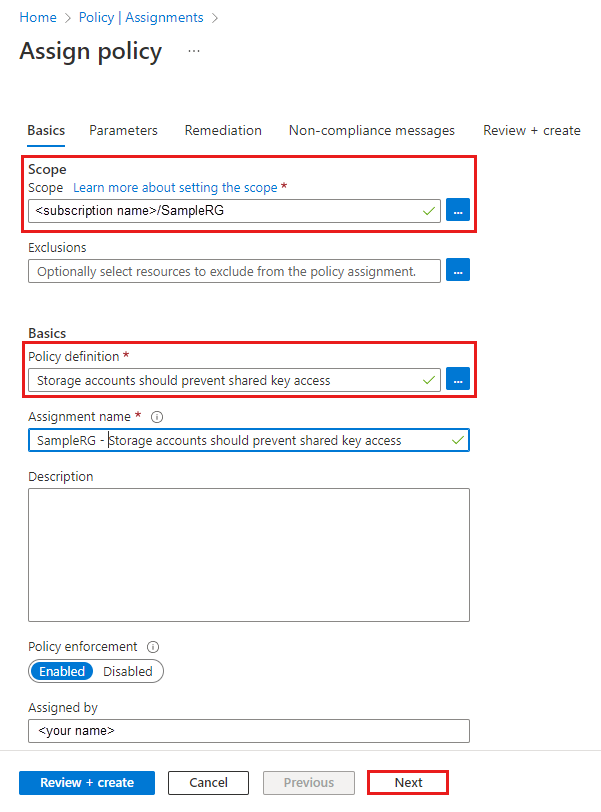 Home > Policy | Assignments >
Assign policy ...
Basics Parameters Remediation Non-compliance messages Review + create
Scope
Scope Learn more about setting the scope *
<subscription name>/SampleRG ...
Exclusions
Optionally select resources to exclude from the policy assignment. ...
Basics
Policy definition *
Storage accounts should prevent shared key access ...
Assignment name *
SampleRG - Storage accounts should prevent shared key access
Description
Policy enforcement
Enabled Disabled
Assigned by
<your name>
Review + create Cancel Previous Next